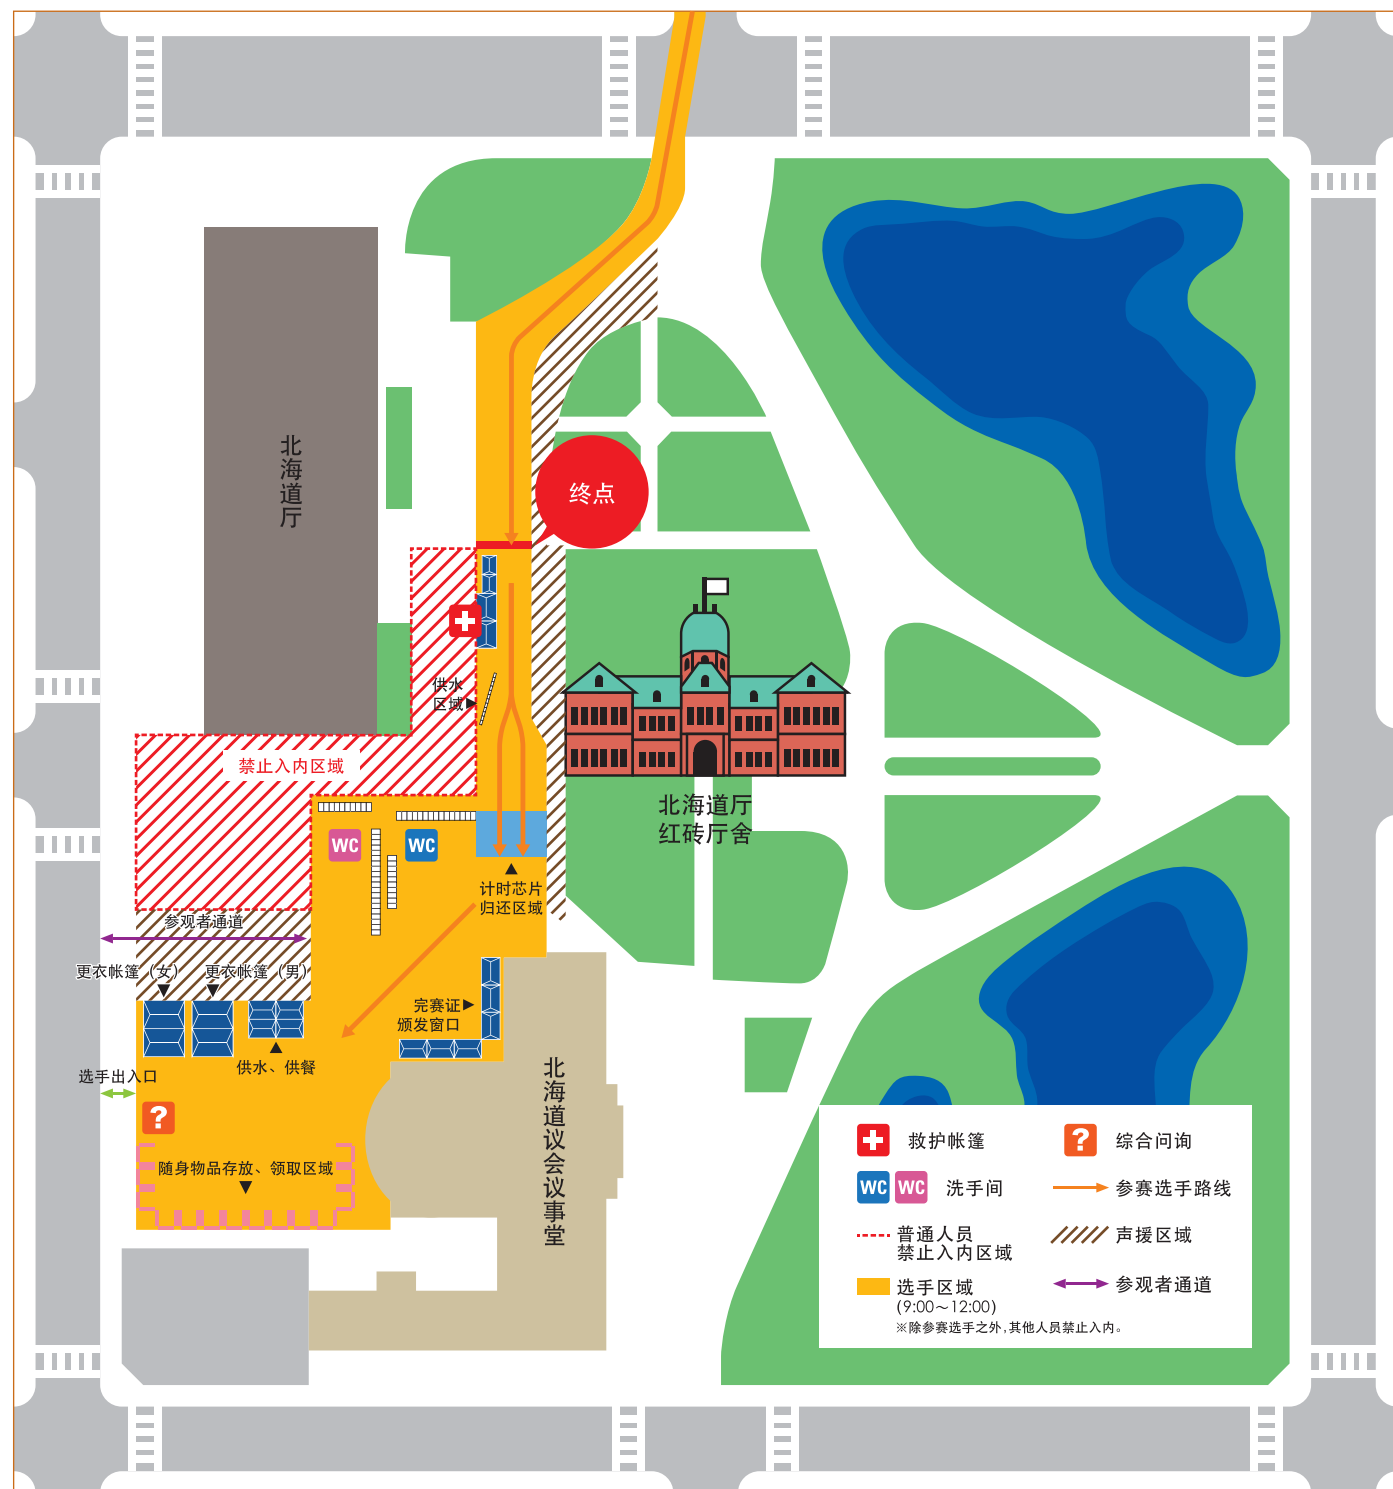 北海道厅
终点
供水
区域
禁止入内区域
WC
WC
北海道厅
红砖厅舍
计时芯片
归还区域
参观者通道
更衣帐篷（女）
更衣帐篷（男）
完赛证
颁发窗口
供水、供餐
选手出入口
?
北海道议会议事堂
随身物品存放、领取区域
救护帐篷
?
综合问询
WC
WC
洗手间
参赛选手路线
普通人员
禁止入内区域
声援区域
选手区域
(9:00～12:00)
参观者通道
※除参赛选手之外,其他人员禁止入内。